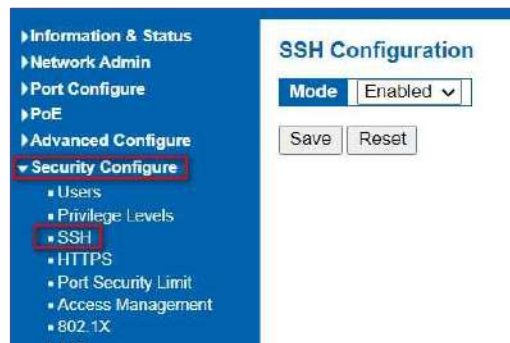 Information & Status
Network Admin
Port Configure
PoE
Advanced Configure
Security Configure
Users
Privilege Levels
SSH
HTTPS
Port Security Limit
Access Management
802.1X
SSH Configuration
Mode Enabled
Save Reset